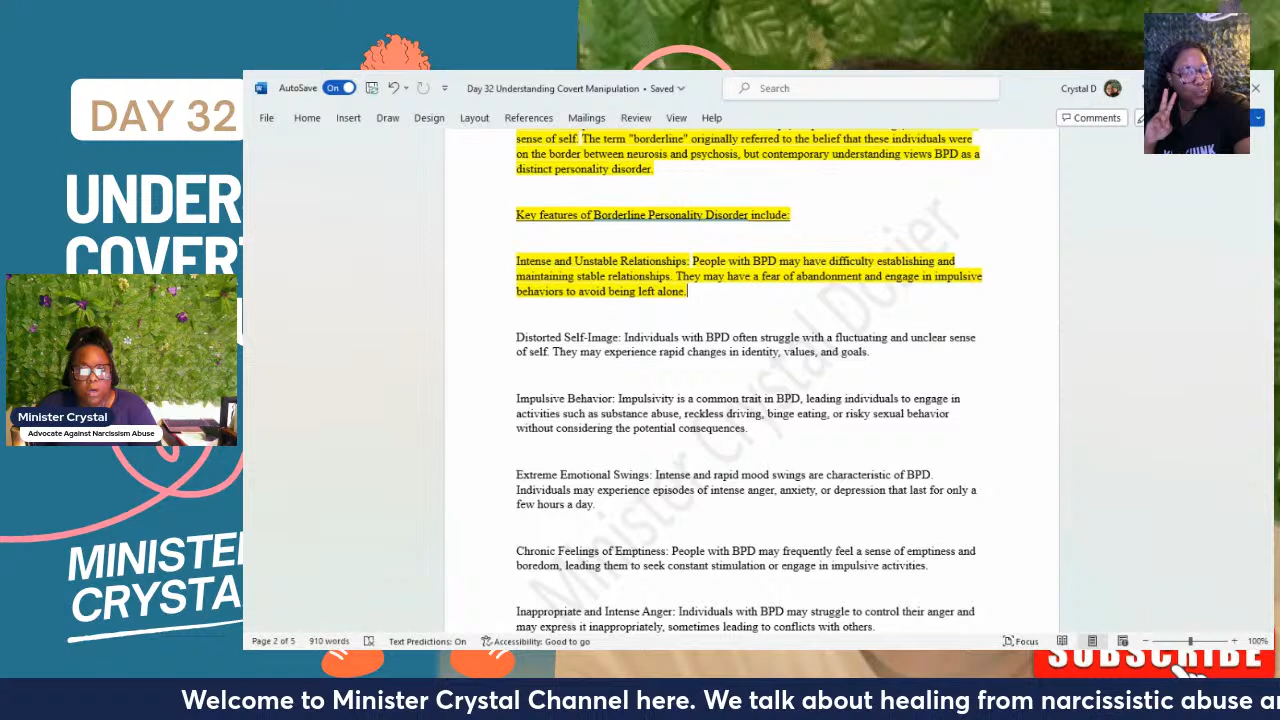 DAY 32
UNDER
COVERT
MINISTER
CRYSTAL
Minister Crystal
Advocate Against Narcissism Abuse
AutoSave On
Day 32 Understanding Covert Manipulation • Saved
Search
Crystal D
File Home Insert Draw Design Layout References Mailings Review View Help
Comments
sense of self. The term "borderline" originally referred to the belief that these individuals were
on the border between neurosis and psychosis, but contemporary understanding views BPD as a
distinct personality disorder.
Key features of Borderline Personality Disorder include:
Intense and Unstable Relationships: People with BPD may have difficulty establishing and
maintaining stable relationships. They may have a fear of abandonment and engage in impulsive
behaviors to avoid being left alone.
Distorted Self-Image: Individuals with BPD often struggle with a fluctuating and unclear sense
of self. They may experience rapid changes in identity, values, and goals.
Impulsive Behavior: Impulsivity is a common trait in BPD, leading individuals to engage in
activities such as substance abuse, reckless driving, binge eating, or risky sexual behavior
without considering the potential consequences.
Extreme Emotional Swings: Intense and rapid mood swings are characteristic of BPD.
Individuals may experience episodes of intense anger, anxiety, or depression that last for only a
few hours a day.
Chronic Feelings of Emptiness: People with BPD may frequently feel a sense of emptiness and
boredom, leading them to seek constant stimulation or engage in impulsive activities.
Inappropriate and Intense Anger: Individuals with BPD may struggle to control their anger and
may express it inappropriately, sometimes leading to conflicts with others.
Minister Crystal Dozier
Page 2 of 5 910 words Text Predictions: On Accessibility: Good to go Focus 100%
SUBSCRIBE
Welcome to Minister Crystal Channel here. We talk about healing from narcissistic abuse a